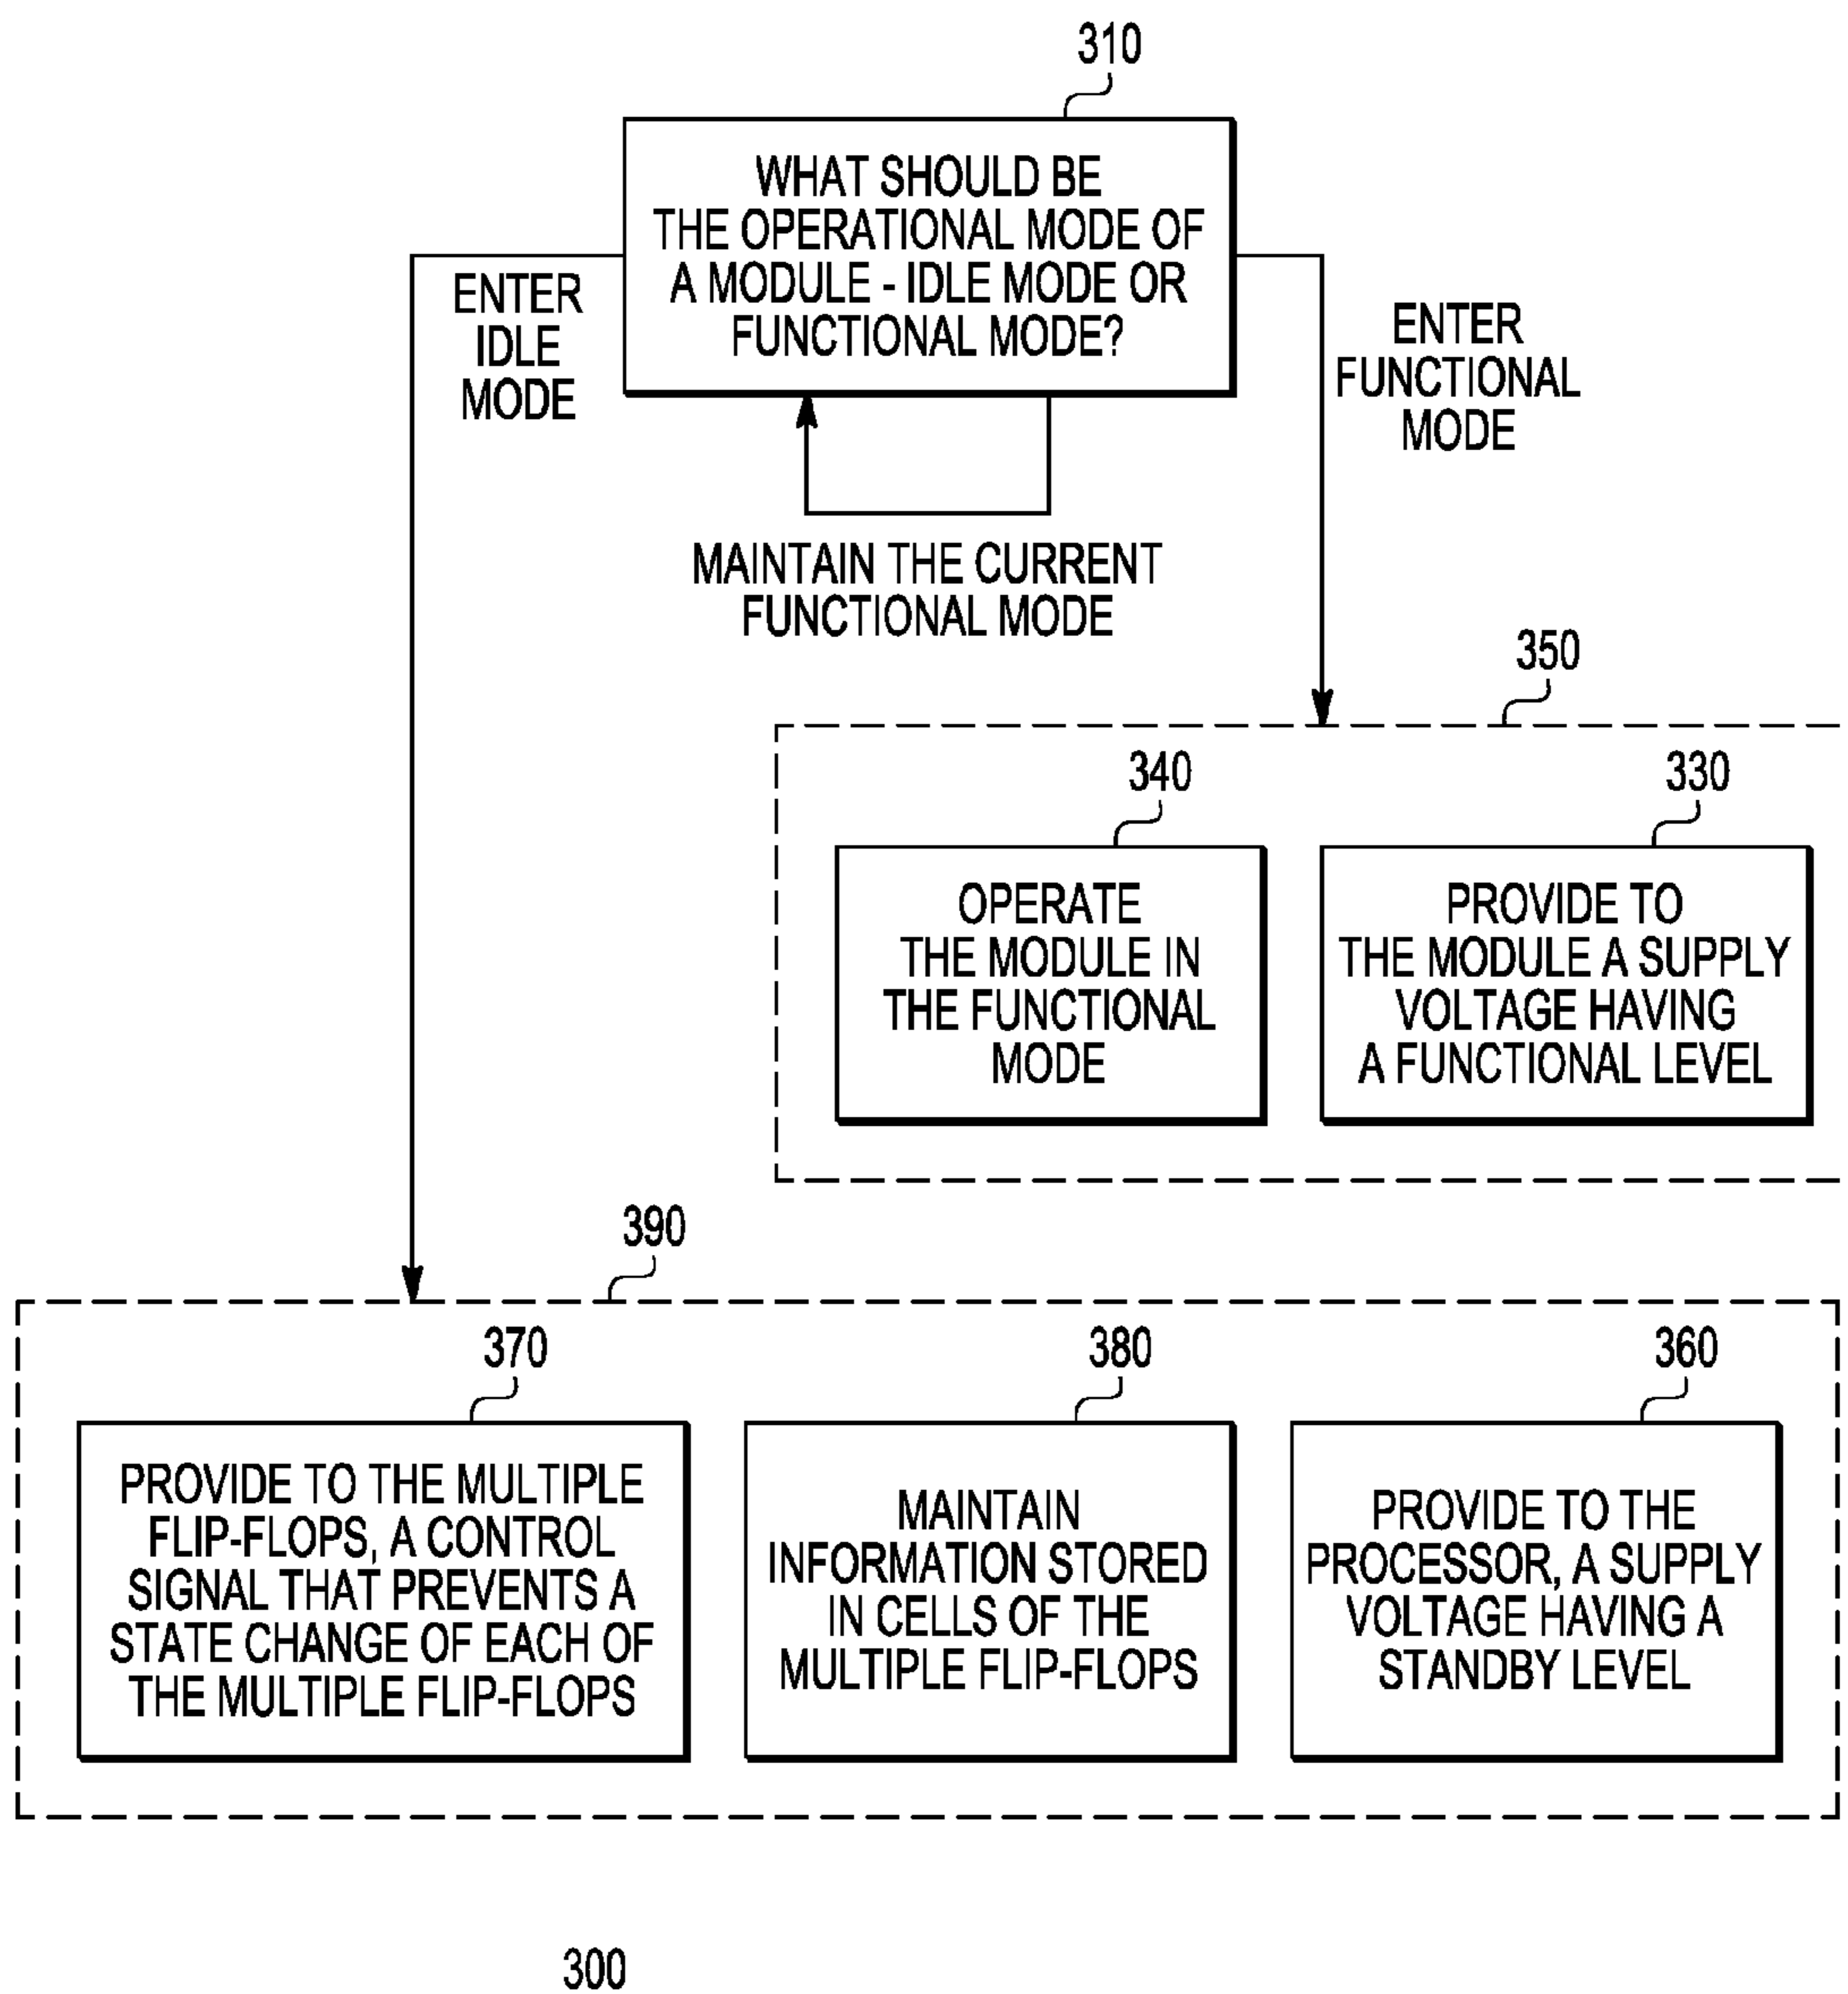 310
WHAT SHOULD BE
THE OPERATIONAL MODE OF
A MODULE - IDLE MODE OR
FUNCTIONAL MODE?
ENTER
IDLE
MODE
ENTER
FUNCTIONAL
MODE
MAINTAIN THE CURRENT
FUNCTIONAL MODE
350
340
330
OPERATE
THE MODULE IN
THE FUNCTIONAL
MODE
PROVIDE TO
THE MODULE A SUPPLY
VOLTAGE HAVING
A FUNCTIONAL LEVEL
390
370
380
360
PROVIDE TO THE MULTIPLE
FLIP-FLOPS, A CONTROL
SIGNAL THAT PREVENTS A
STATE CHANGE OF EACH OF
THE MULTIPLE FLIP-FLOPS
MAINTAIN
INFORMATION STORED
IN CELLS OF THE
MULTIPLE FLIP-FLOPS
PROVIDE TO THE
PROCESSOR, A SUPPLY
VOLTAGE HAVING A
STANDBY LEVEL
300